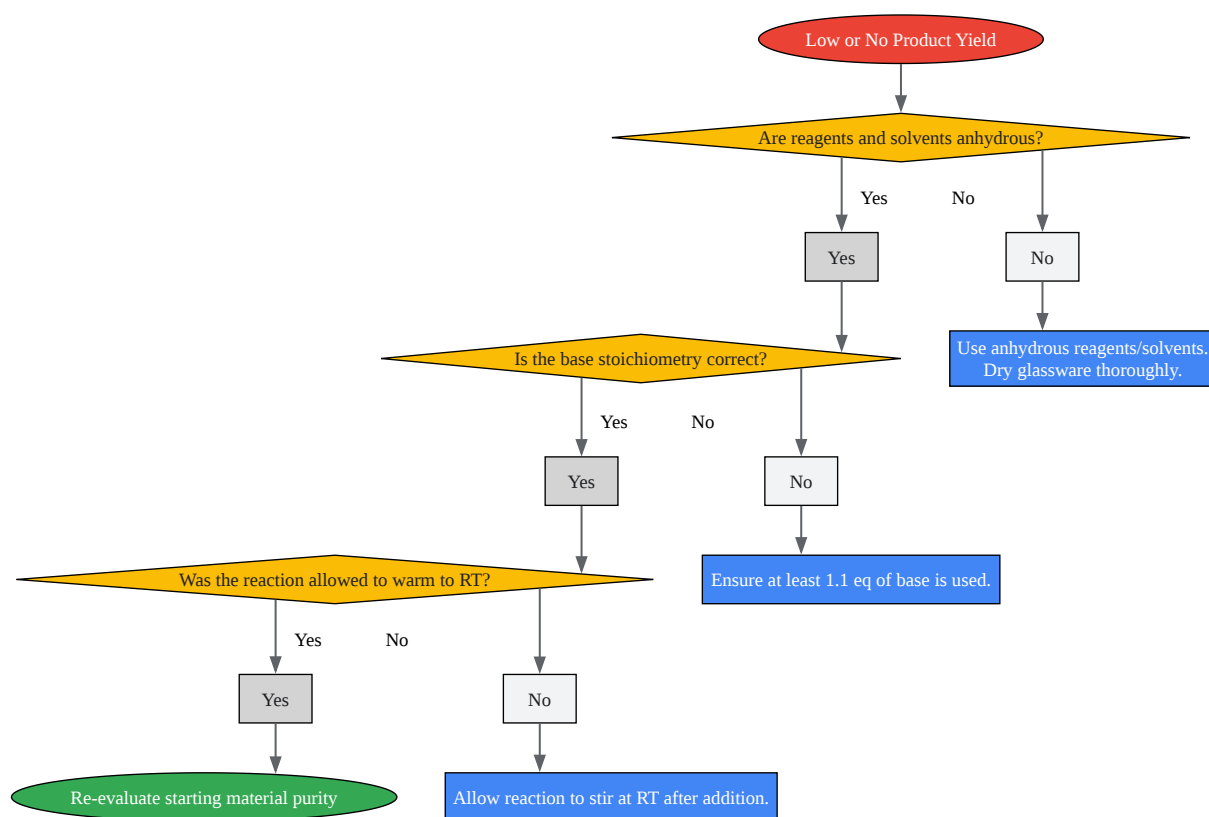 Low or No Product Yield
Are reagents and solvents anhydrous?
Yes
No
Yes
No
Use anhydrous reagents/solvents.
Dry glassware thoroughly.
Is the base stoichiometry correct?
Yes
No
Yes
No
Ensure at least 1.1 eq of base is used.
Was the reaction allowed to warm to RT?
Yes
No
Yes
No
Re-evaluate starting material purity
Allow reaction to stir at RT after addition.